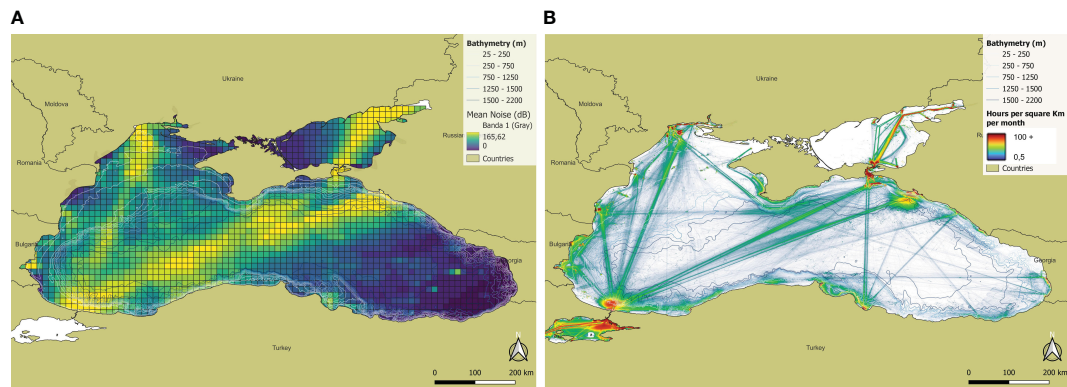 A
Bathymetry (m)
25 - 250
250 - 750
750 - 1250
1250 - 1500
1500 - 2200
Mean Noise (dB)
Banda 1 (Gray)
165,62
0
Countries
Ukraine
Moldova
Romania
Russian
Bulgaria
Georgia
Turkey
N
0 100 200 km
B
Bathymetry (m)
25 - 250
250 - 750
750 - 1250
1250 - 1500
1500 - 2200
Hours per square Km
per month
100 +
0,5
Countries
Ukraine
Moldova
Romania
Russian
Bulgaria
Georgia
Turkey
N
0 100 200 km